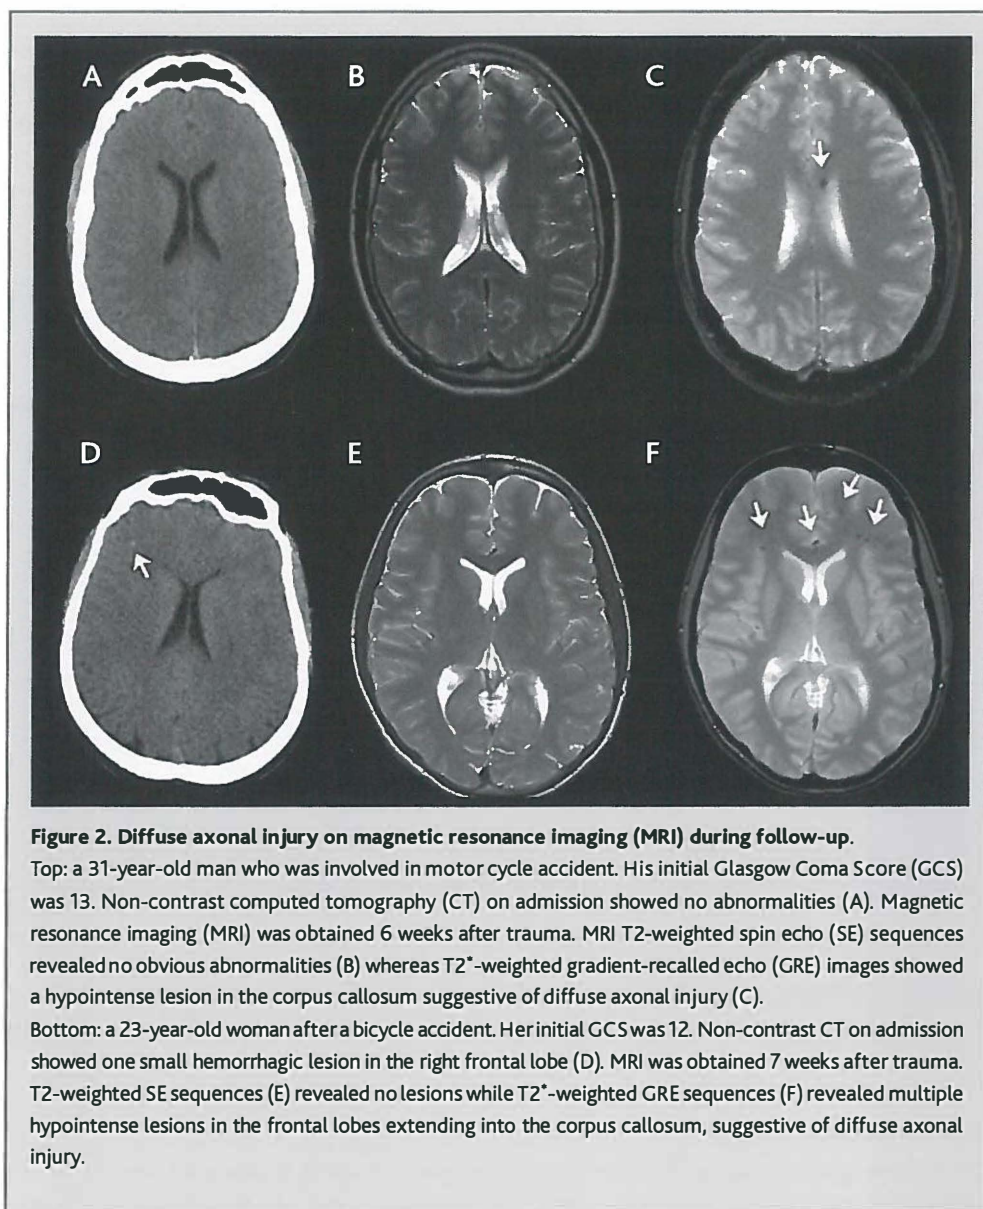 A B C
D E F
Figure 2. Diffuse axonal injury on magnetic resonance imaging (MRI) during follow-up.
Top: a 31-year-old man who was involved in motor cycle accident. His initial Glasgow Coma Score (GCS)
was 13. Non-contrast computed tomography (CT) on admission showed no abnormalities (A). Magnetic
resonance imaging (MRI) was obtained 6 weeks after trauma. MRI T2-weighted spin echo (SE) sequences
revealed no obvious abnormalities (B) whereas T2*-weighted gradient-recalled echo (GRE) images showed
a hypointense lesion in the corpus callosum suggestive of diffuse axonal injury (C).
Bottom: a 23-year-old woman after a bicycle accident. Her initial GCS was 12. Non-contrast CT on admission
showed one small hemorrhagic lesion in the right frontal lobe (D). MRI was obtained 7 weeks after trauma.
T2-weighted SE sequences (E) revealed no lesions while T2*-weighted GRE sequences (F) revealed multiple
hypointense lesions in the frontal lobes extending into the corpus callosum, suggestive of diffuse axonal
injury.